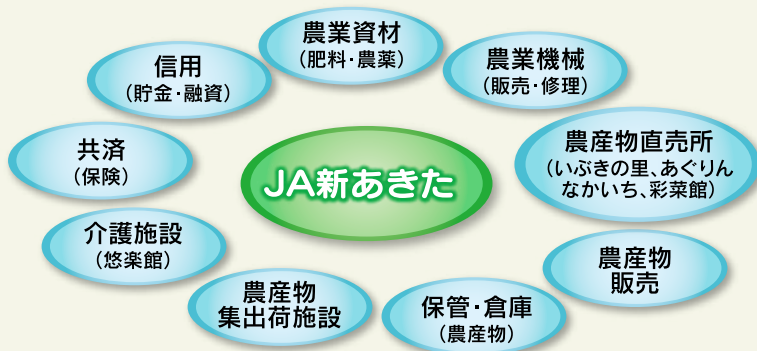 農業資材
(肥料・農薬)
信用
(貯金・融資)
農業機械
(販売・修理)
共済
(保険)
JA新あきた
農産物直売所
(いぶきの里、あぐりん
なかいち、彩菜館)
介護施設
(悠楽館)
農産物
販売
農産物
集出荷施設
保管・倉庫
(農産物)